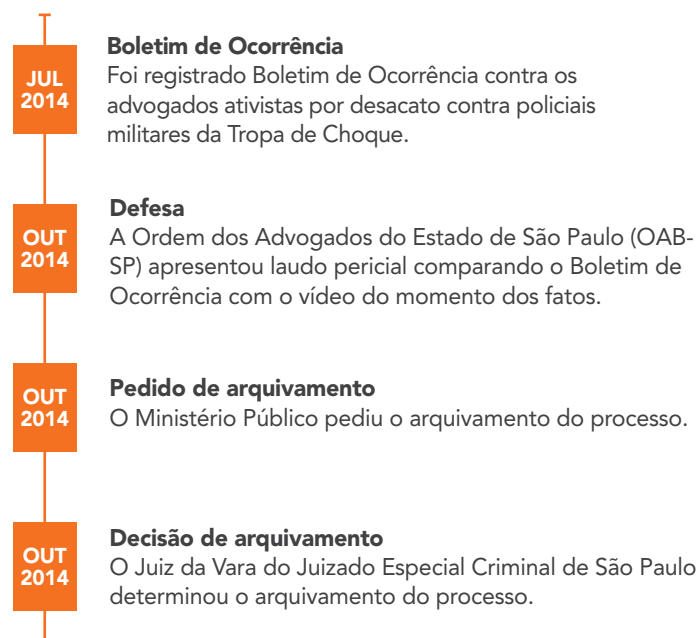 JUL
2014
Boletim de Ocorrência
Foi registrado Boletim de Ocorrência contra os
advogados ativistas por desacato contra policiais
militares da Tropa de Choque.
OUT
2014
Defesa
A Ordem dos Advogados do Estado de São Paulo (OAB-
SP) apresentou laudo pericial comparando o Boletim de
Ocorrência com o vídeo do momento dos fatos.
OUT
2014
Pedido de arquivamento
O Ministério Público pediu o arquivamento do processo.
OUT
2014
Decisão de arquivamento
O Juiz da Vara do Juizado Especial Criminal de São Paulo
determinou o arquivamento do processo.